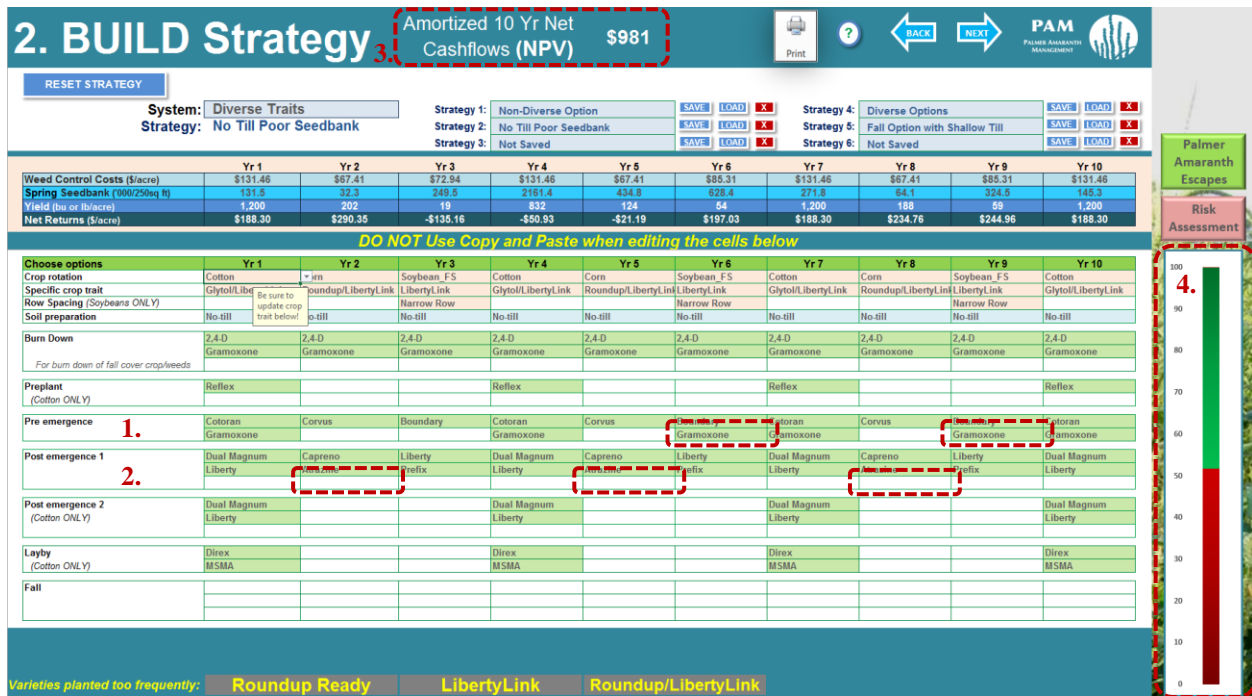 2. BUILD Strategy
3.
Amortized 10 Yr Net
Cashflows (NPV)
$981
Print
?
BACK
NEXT
PAM
PALMER AMARANTH
MANAGEMENT
RESET STRATEGY
System: Diverse Traits
Strategy: No Till Poor Seedbank
Strategy 1: Non-Diverse Option SAVE LOAD X
Strategy 2: No Till Poor Seedbank SAVE LOAD X
Strategy 3: Not Saved SAVE LOAD X
Strategy 4: Diverse Options SAVE LOAD X
Strategy 5: Fall Option with Shallow Till SAVE LOAD X
Strategy 6: Not Saved SAVE LOAD X
Palmer
Amaranth
Escapes
Risk
Assessment
Yr 1 Yr 2 Yr 3 Yr 4 Yr 5 Yr 6 Yr 7 Yr 8 Yr 9 Yr 10
Weed Control Costs ($/acre) $131.46 $67.41 $72.94 $131.46 $67.41 $85.31 $131.46 $67.41 $85.31 $131.46
Spring Seedbank ('000/250sq ft) 131.5 32.3 249.5 2161.4 434.8 628.4 271.8 64.1 324.5 145.3
Yield (bu or lb/acre) 1,200 202 19 832 124 54 1,200 188 59 1,200
Net Returns ($/acre) $188.30 $290.35 -$135.16 -$50.93 -$21.19 $197.03 $188.30 $234.76 $244.96 $188.30
DO NOT Use Copy and Paste when editing the cells below
Choose options Yr 1 Yr 2 Yr 3 Yr 4 Yr 5 Yr 6 Yr 7 Yr 8 Yr 9 Yr 10
Crop rotation Cotton orn Soybean_FS Cotton Corn Soybean_FS Cotton Corn Soybean_FS Cotton
Specific crop trait Glytol/Libe oundup/LibertyLink LibertyLink Glytol/LibertyLink Roundup/LibertyLink LibertyLink Glytol/LibertyLink Roundup/LibertyLink LibertyLink Glytol/LibertyLink
Be sure to
update crop
trait below!
Row Spacing (Soybeans ONLY) Narrow Row Narrow Row Narrow Row
Soil preparation No-till o-till No-till No-till No-till No-till No-till No-till No-till No-till
Burn Down 2,4-D 2,4-D 2,4-D 2,4-D 2,4-D 2,4-D 2,4-D 2,4-D 2,4-D 2,4-D
Gramoxone Gramoxone Gramoxone Gramoxone Gramoxone Gramoxone Gramoxone Gramoxone Gramoxone Gramoxone
For burn down of fall cover crop/weeds
Preplant Reflex Reflex Reflex Reflex
(Cotton ONLY)
Pre emergence 1. Cotoran Corvus Boundary Cotoran Corvus Boundary Cotoran Corvus Boundary Cotoran
Gramoxone Gramoxone Gramoxone Gramoxone Gramoxone Gramoxone
Post emergence 1 Dual Magnum Capreno Liberty Dual Magnum Capreno Liberty Dual Magnum Capreno Liberty Dual Magnum
2. Liberty Atrazine Prefix Liberty Atrazine Prefix Liberty Atrazine Prefix Liberty
Post emergence 2 Dual Magnum Dual Magnum Dual Magnum Dual Magnum
(Cotton ONLY) Liberty Liberty Liberty Liberty
Layby Direx Direx Direx Direx
(Cotton ONLY) MSMA MSMA MSMA MSMA
Fall
4.
100
90
80
70
60
50
40
30
20
10
0
Varieties planted too frequently: Roundup Ready LibertyLink Roundup/LibertyLink